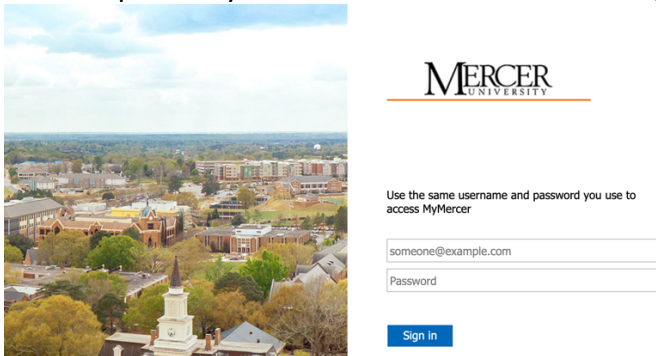 MERCER
UNIVERSITY
Use the same username and password you use to
access MyMercer
someone@example.com
Password
Sign in